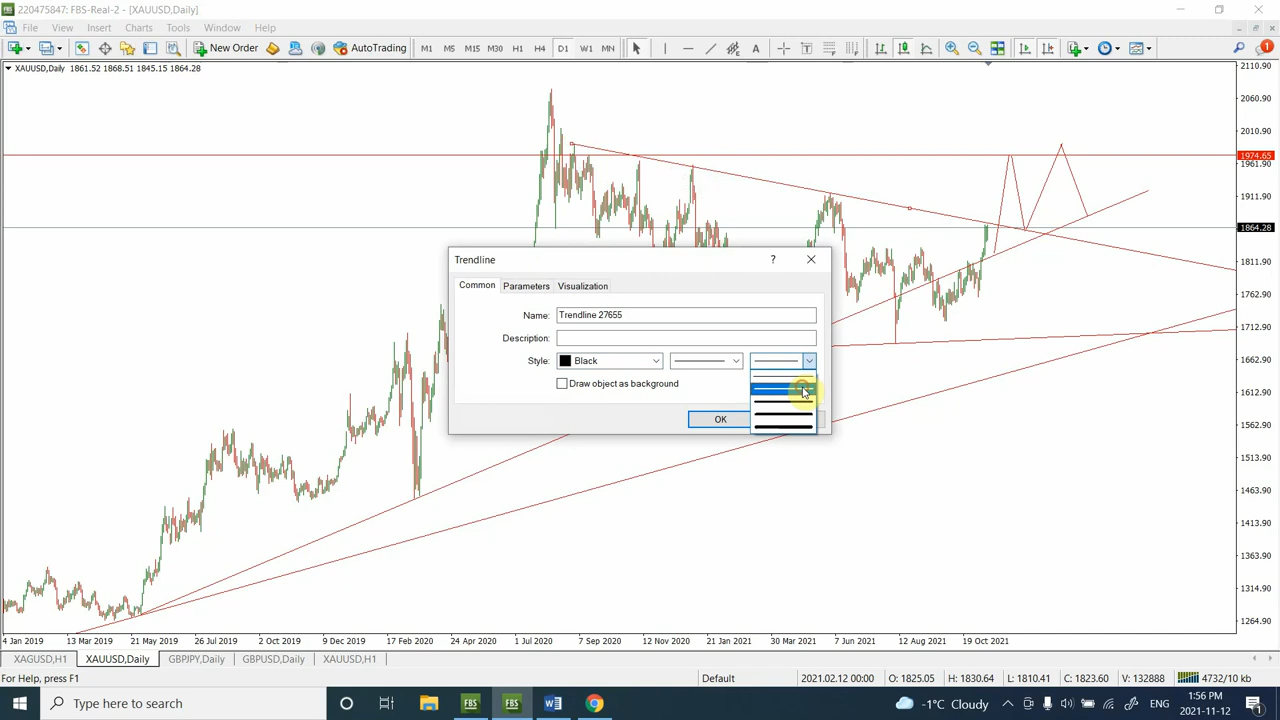 220475847: FBS-Real-2 - [XAUUSD,Daily]
File View Insert Charts Tools Window Help
New Order AutoTrading M1 M5 M15 M30 H1 H4 D1 W1 MN A T 1
XAUUSD,Daily 1861.52 1868.51 1845.15 1864.28
2110.90
2060.90
2010.90
1974.65
1961.90
1911.90
1864.28
1811.90
1762.90
1712.90
1662.90
1612.90
1562.90
1513.90
1463.90
1413.90
1363.90
1314.90
1264.90
Trendline
?
Common Parameters Visualization
Name: Trendline 27655
Description:
Style: Black
Draw object as background
OK
4 Jan 2019 13 Mar 2019 21 May 2019 26 Jul 2019 2 Oct 2019 9 Dec 2019 17 Feb 2020 24 Apr 2020 1 Jul 2020 7 Sep 2020 12 Nov 2020 21 Jan 2021 30 Mar 2021 7 Jun 2021 12 Aug 2021 19 Oct 2021
XAGUSD,H1 XAUUSD,Daily GBPJPY,Daily GBPUSD,Daily XAUUSD,H1
For Help, press F1 Default 2021.02.12 00:00 O: 1825.05 H: 1830.64 L: 1810.41 C: 1823.60 V: 132888 4732/10 kb
Type here to search FBS FBS -1°C Cloudy ENG 1:56 PM
2021-11-12